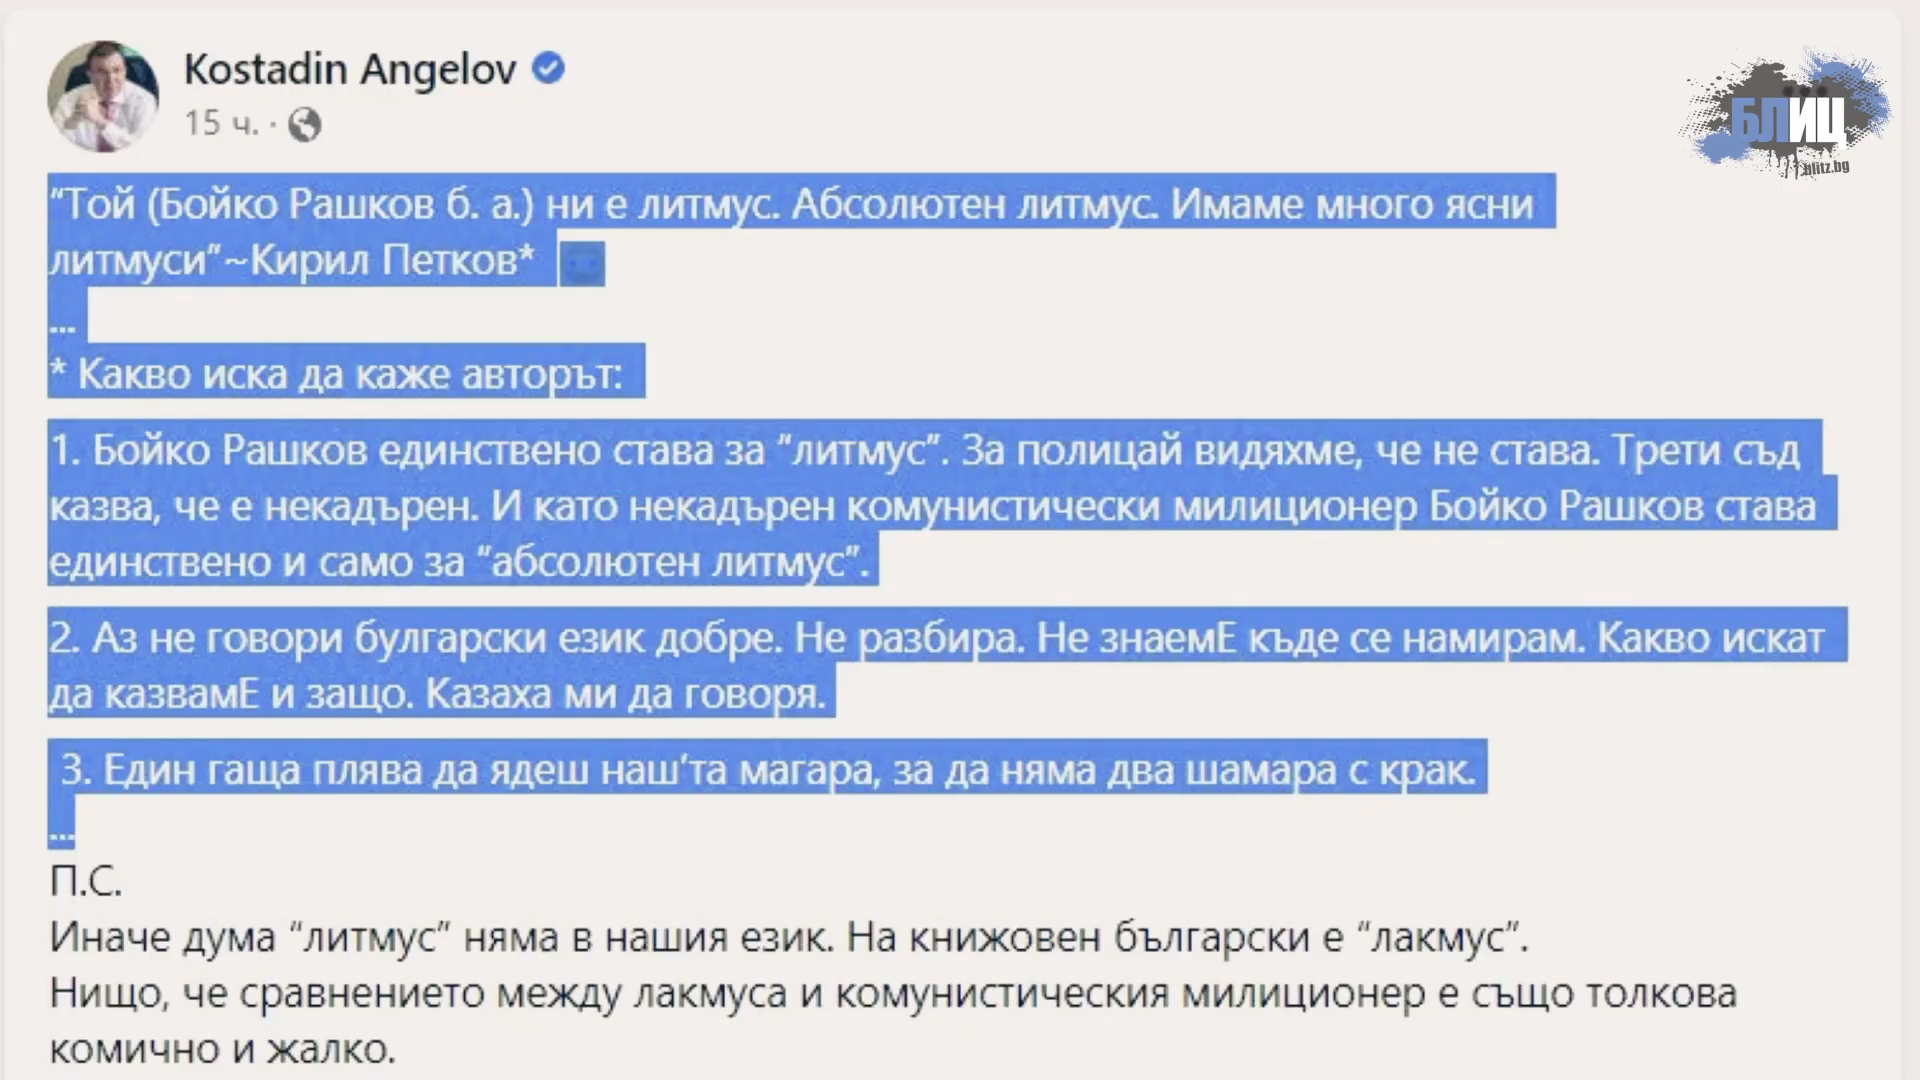 Kostadin Angelov
15 ч. ·
БЛИЦ
blitz.bg
“Той (Бойко Рашков б. а.) ни е литмус. Абсолютен литмус. Имаме много ясни
литмуси”~Кирил Петков*
...
* Какво иска да каже авторът:
1. Бойко Рашков единствено става за “литмус”. За полицай видяхме, че не става. Трети съд
казва, че е некадърен. И като некадърен комунистически милиционер Бойко Рашков става
единствено и само за “абсолютен литмус”.
2. Аз не говори булгарски език добре. Не разбира. Не знаемЕ къде се намирам. Какво искат
да казвамЕ и защо. Казаха ми да говоря.
3. Един гаща плява да ядеш наш’та магара, за да няма два шамара с крак.
...
П.С.
Иначе дума “литмус” няма в нашия език. На книжовен български е “лакмус”.
Нищо, че сравнението между лакмуса и комунистическия милиционер е също толкова
комично и жалко.